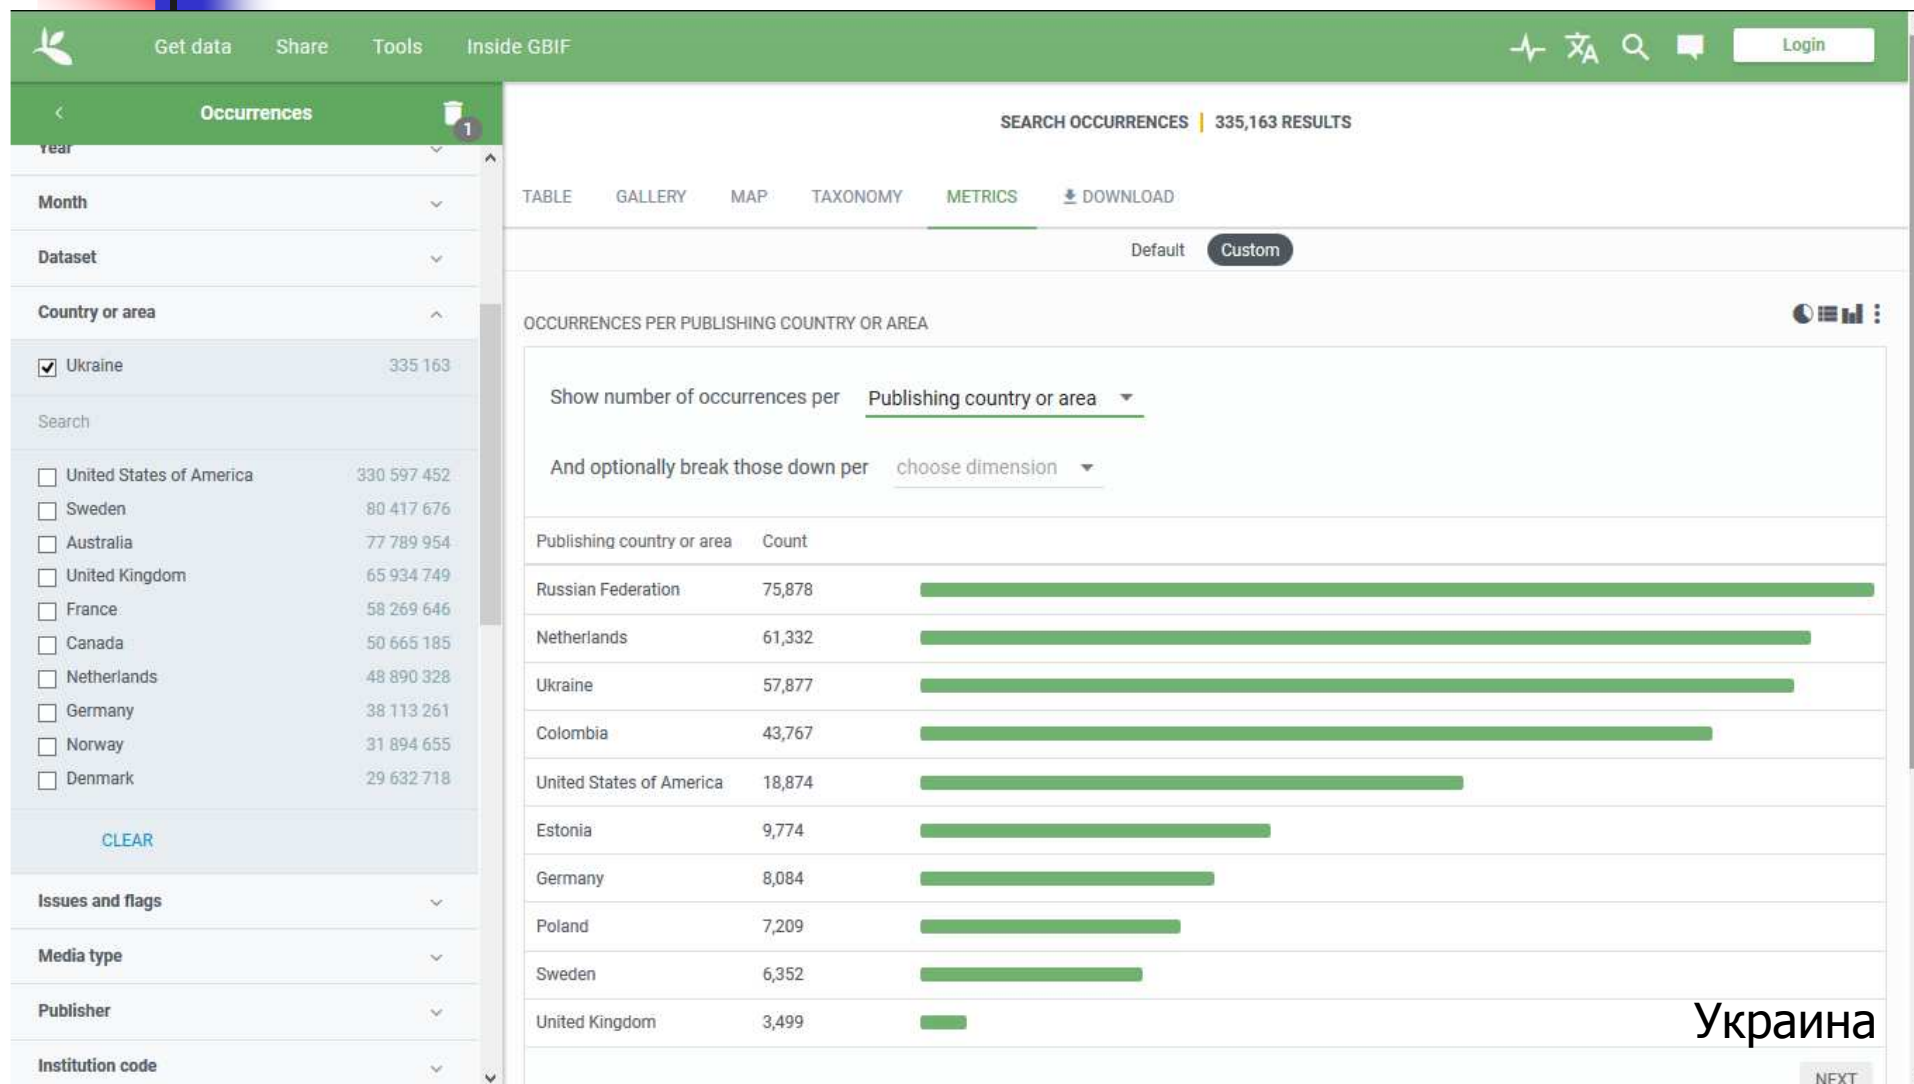 Get data Share Tools Inside GBIF Login
Occurrences 1
Year
Month
Dataset
Country or area
Ukraine 335 163
Search
United States of America 330 597 452
Sweden 80 417 676
Australia 77 789 954
United Kingdom 65 934 749
France 58 269 646
Canada 50 665 185
Netherlands 48 890 328
Germany 38 113 261
Norway 31 894 655
Denmark 29 632 718
CLEAR
Issues and flags
Media type
Publisher
Institution code
SEARCH OCCURRENCES | 335,163 RESULTS
TABLE GALLERY MAP TAXONOMY METRICS DOWNLOAD
Default Custom
OCCURRENCES PER PUBLISHING COUNTRY OR AREA
Show number of occurrences per Publishing country or area
And optionally break those down per choose dimension
Publishing country or area Count
Russian Federation 75,878
Netherlands 61,332
Ukraine 57,877
Colombia 43,767
United States of America 18,874
Estonia 9,774
Germany 8,084
Poland 7,209
Sweden 6,352
United Kingdom 3,499
Украина
NEXT